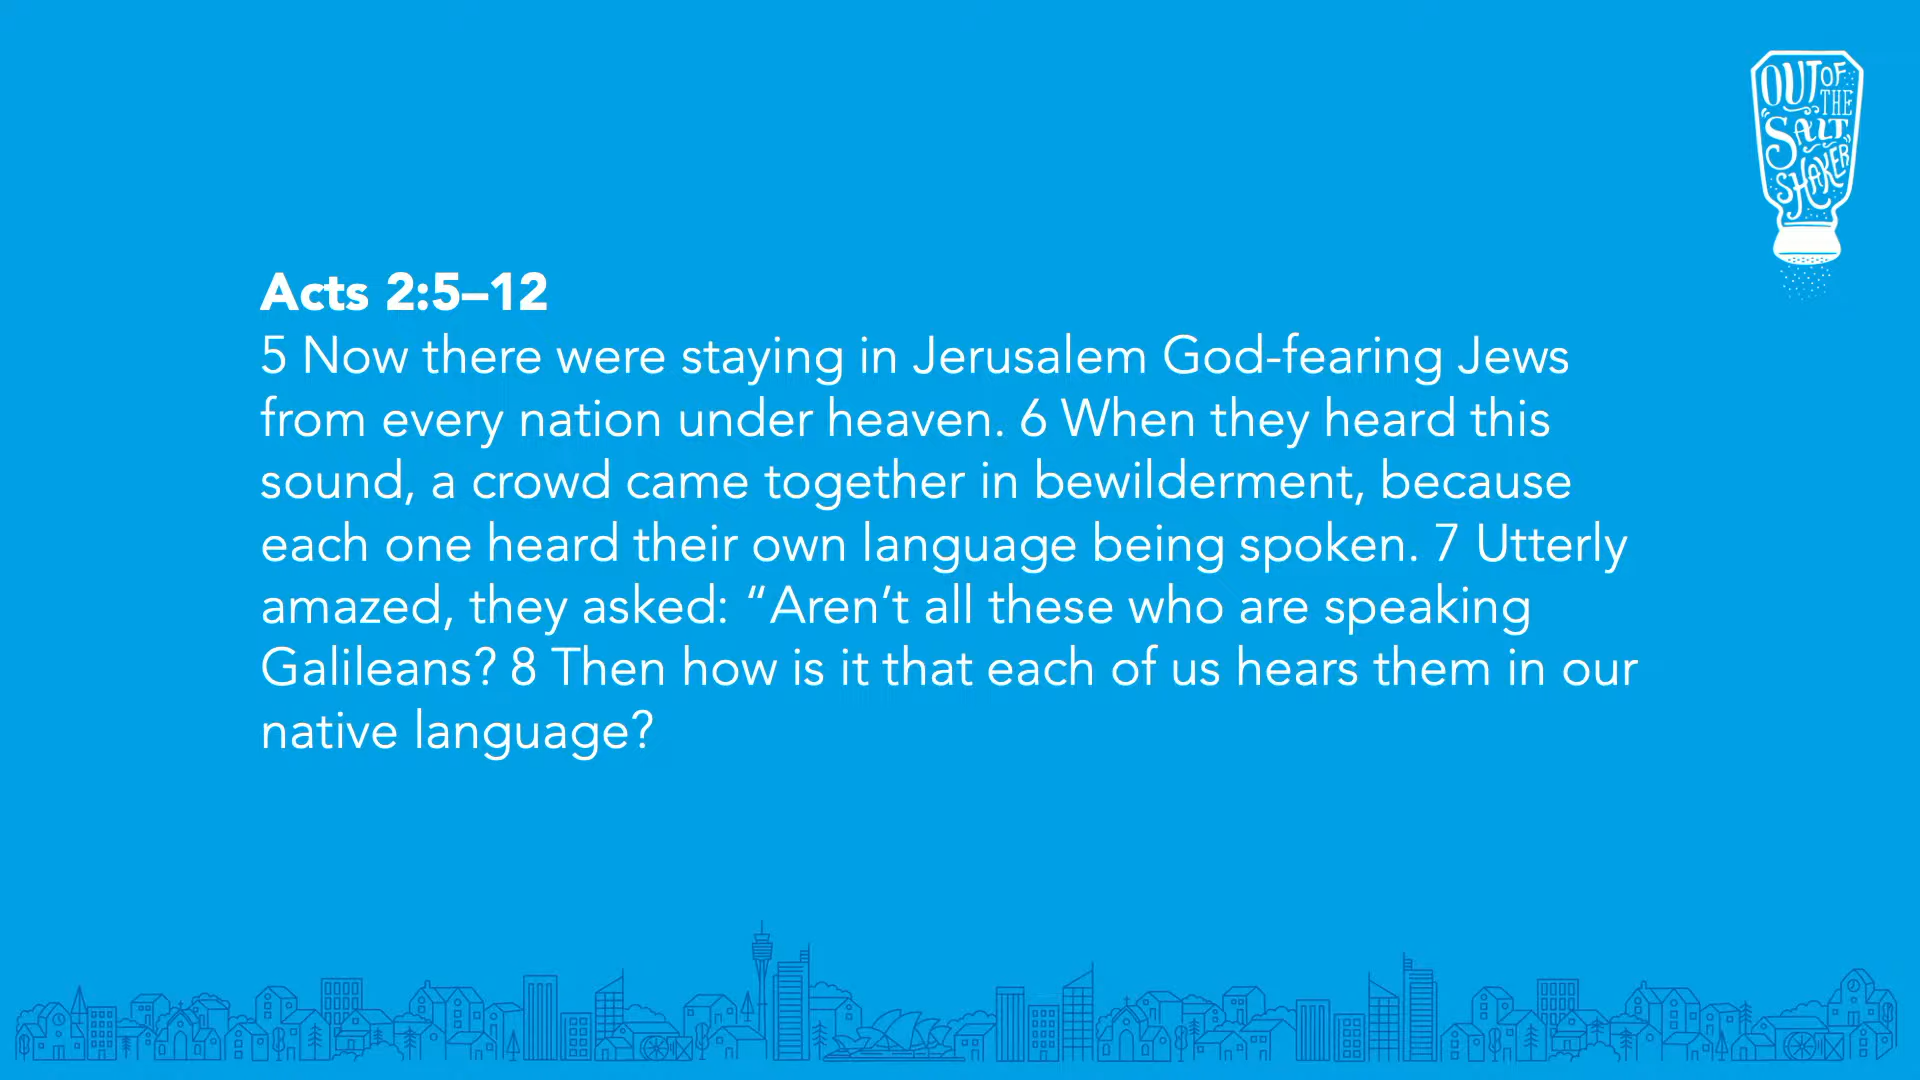 OUT OF
THE
SALT
SHAKER
Acts 2:5–12
5 Now there were staying in Jerusalem God-fearing Jews
from every nation under heaven. 6 When they heard this
sound, a crowd came together in bewilderment, because
each one heard their own language being spoken. 7 Utterly
amazed, they asked: “Aren’t all these who are speaking
Galileans? 8 Then how is it that each of us hears them in our
native language?